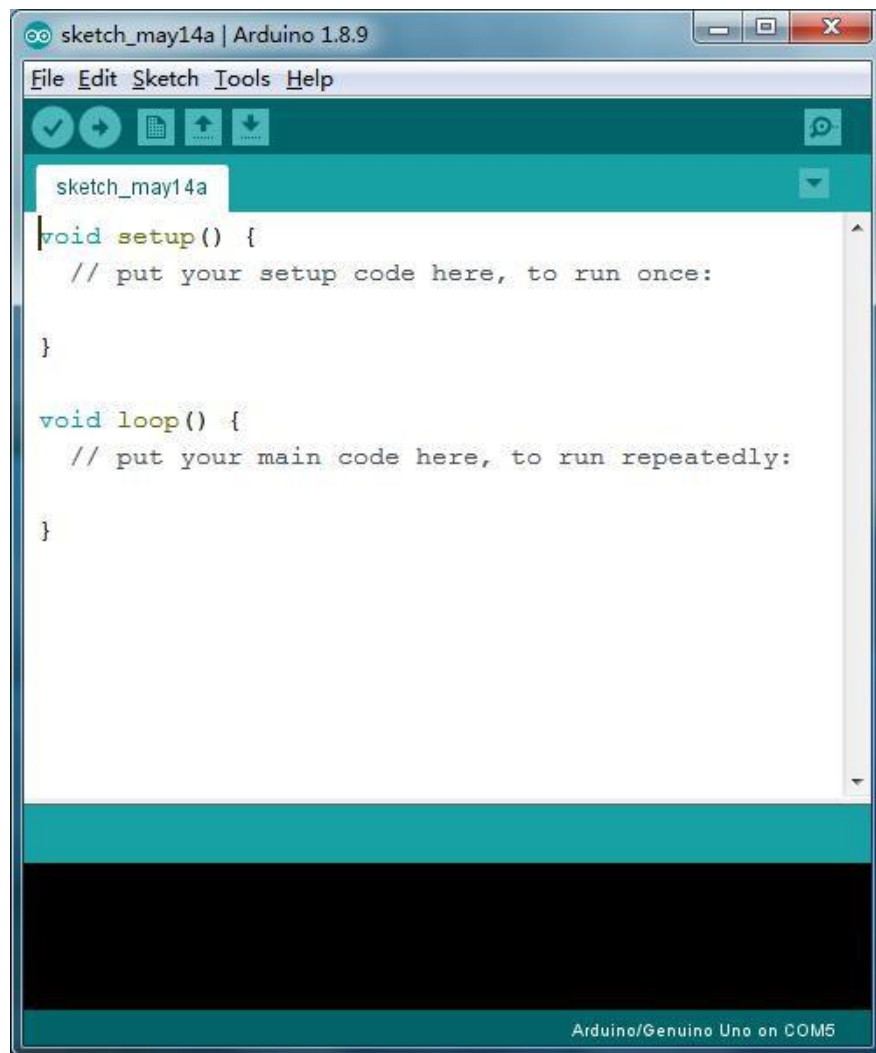 sketch_may14a | Arduino 1.8.9
File Edit Sketch Tools Help
sketch_may14a
void setup() {
  // put your setup code here, to run once:
}
void loop() {
  // put your main code here, to run repeatedly:
}
Arduino/Genuino Uno on COM5